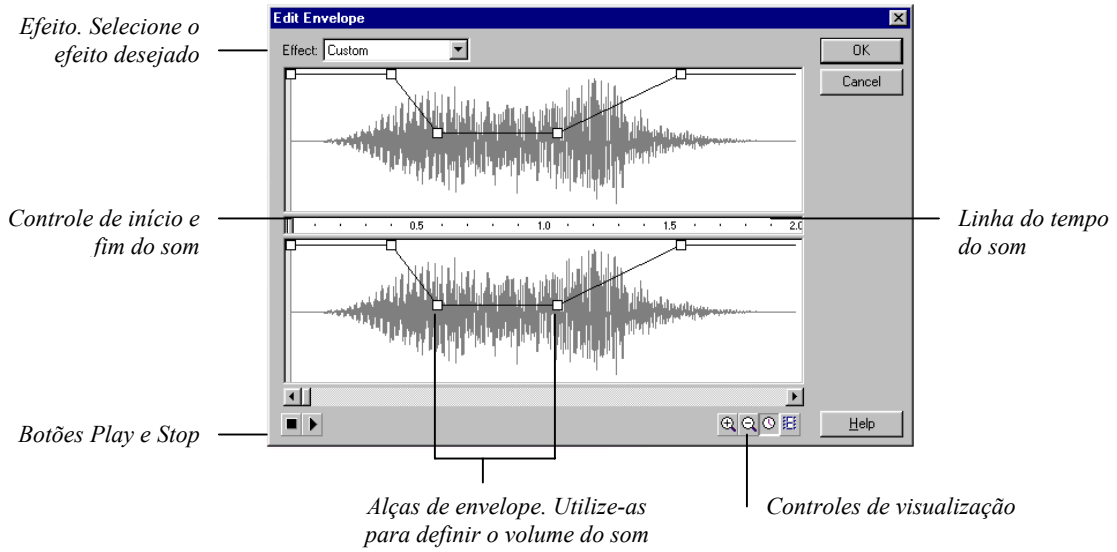 Edit Envelope
Efeito. Selecione o
efeito desejado
Effect: Custom
OK
Cancel
Controle de início e
fim do som
0.5 1.0 1.5 2.0
Linha do tempo
do som
Botões Play e Stop
Help
Alças de envelope. Utilize-as
para definir o volume do som
Controles de visualização